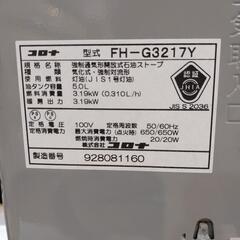 コロナ 型式 FH-G3217Y
強制通気形開放式石油ストーブ
気化式・強制対流形
使用燃料 灯油(JIS1号灯油)
油タンク容量 5.0L
燃料消費量 3.19kW (0.310L/h)
暖房出力 3.19kW
定格電圧 100V 定格周波数 50/60Hz
最大消費電力 (点火時) 650/650W
燃焼時消費電力 20/20W
株式会社 コロナ
製造番号 928081160
認証
JHIA
JIS S 2036